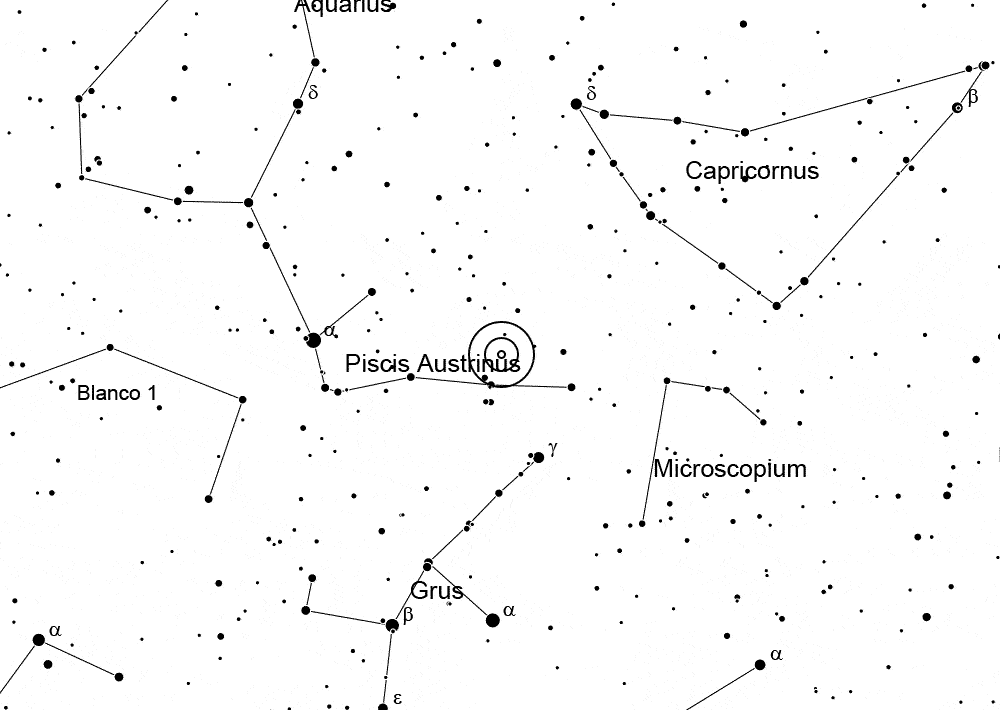 Aquarius
δ
δ
β
Capricornus
α
Piscis Austrinus
Blanco 1
γ
Microscopium
Grus
α
β
α
α
ε